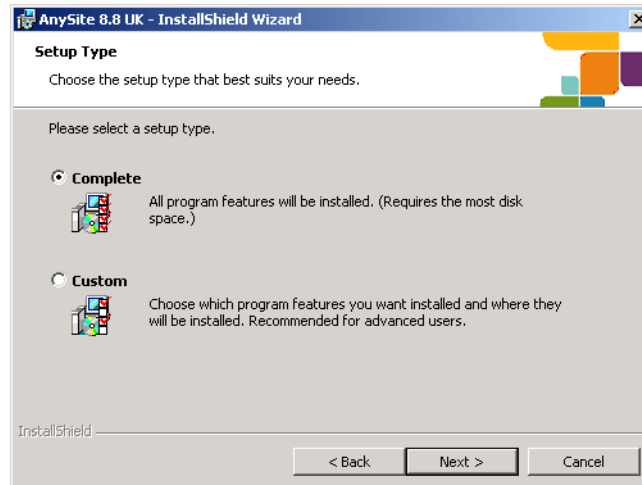 AnySite 8.8 UK - InstallShield Wizard
Setup Type
Choose the setup type that best suits your needs.
Please select a setup type.
Complete
All program features will be installed. (Requires the most disk
space.)
Custom
Choose which program features you want installed and where they
will be installed. Recommended for advanced users.
InstallShield
< Back Next > Cancel